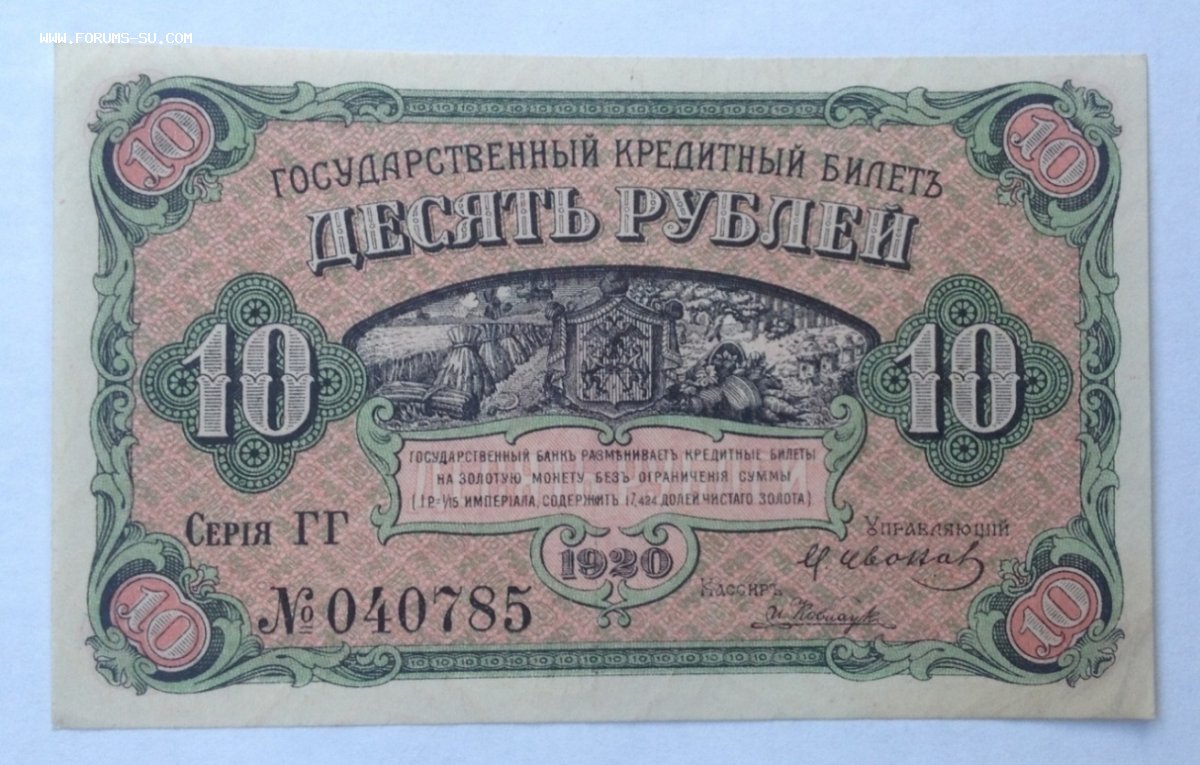 www.forums-su.com
10 10
ГОСУДАРСТВЕННЫЙ КРЕДИТНЫЙ БИЛЕТЪ
ДЕСЯТЬ РУБЛЕЙ
10 10
ГОСУДАРСТВЕННЫЙ БАНКЪ РАЗМѢНИВАЕТЪ КРЕДИТНЫЕ БИЛЕТЫ
НА ЗОЛОТУЮ МОНЕТУ БЕЗЪ ОГРАНИЧЕНІЯ СУММЫ
(1 Р.= 1/15 ИМПЕРІАЛА, СОДЕРЖИТЪ 17,424 ДОЛЕЙ ЧИСТАГО ЗОЛОТА)
СЕРІЯ ГГ
УПРАВЛЯЮЩІЙ
1920
КАССИРЪ
№ 040785
10 10